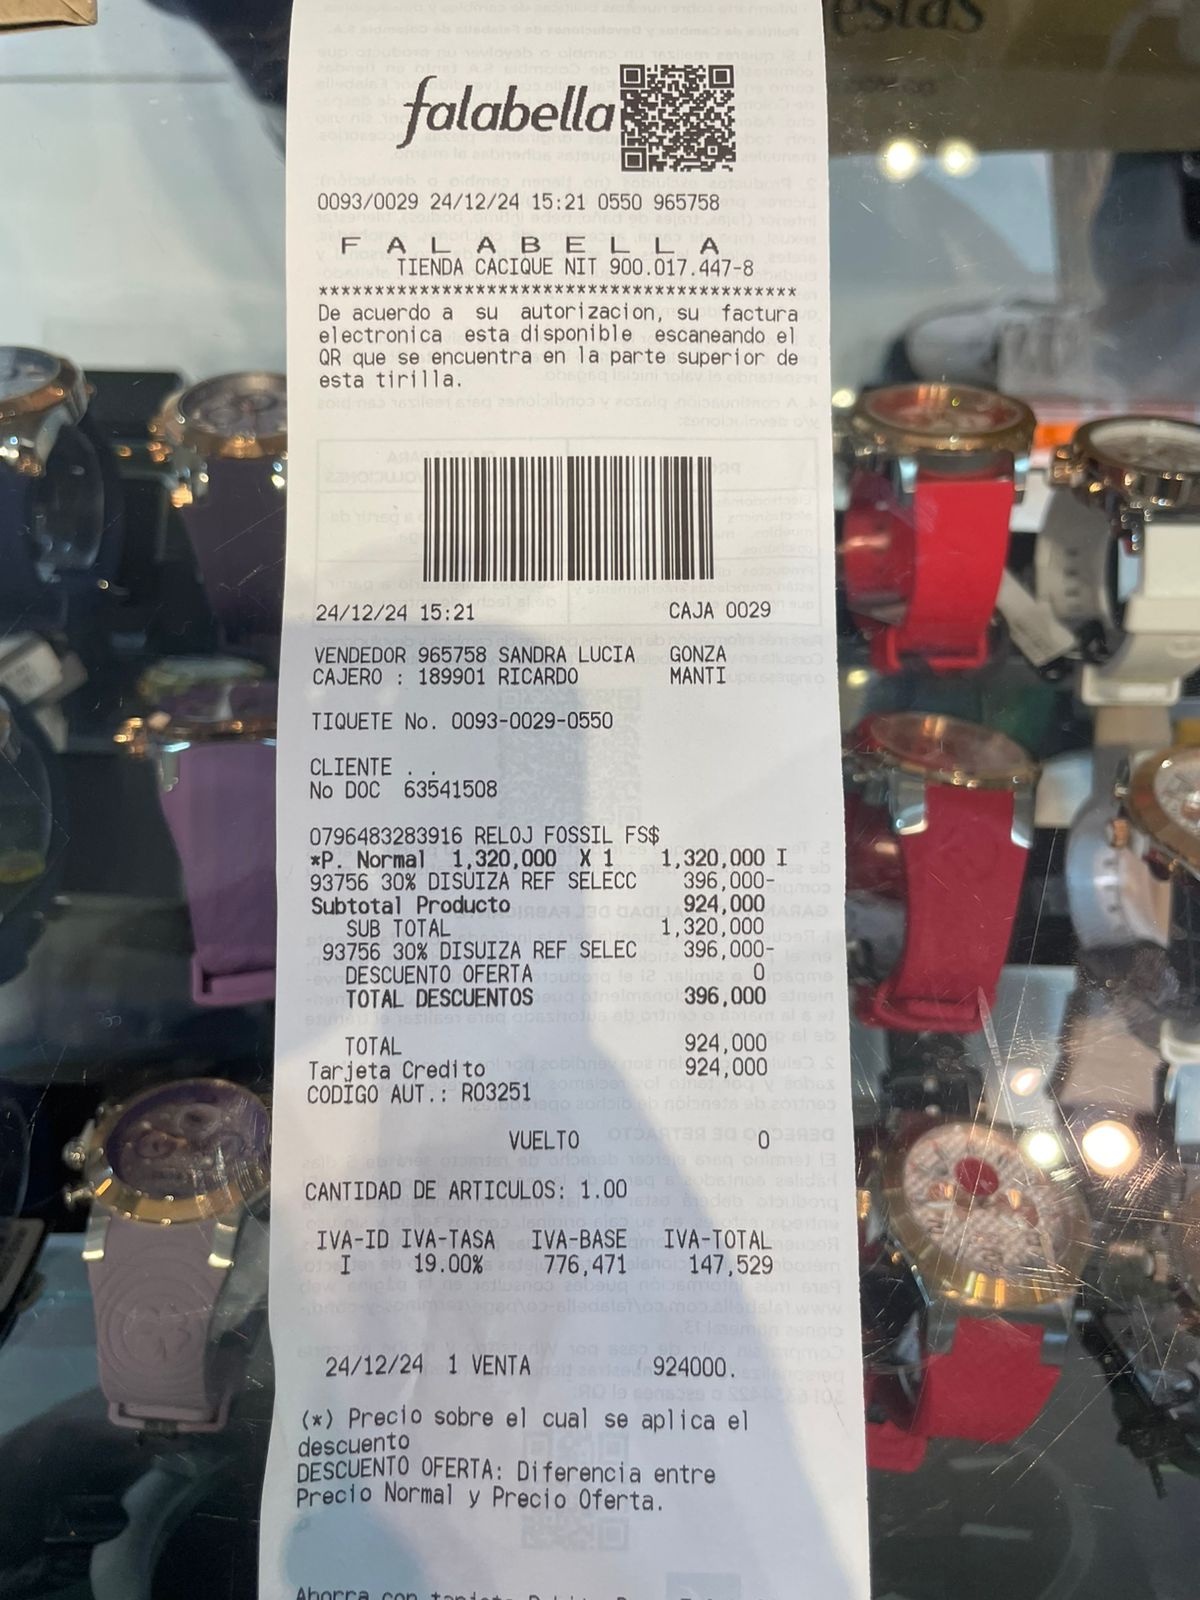 estas
falabella
0093/0029 24/12/24 15:21 0550 965758
F A L A B E L L A
TIENDA CACIQUE NIT 900.017.447-8
*******************************************
De acuerdo a su autorizacion, su factura
electronica esta disponible escaneando el
QR que se encuentra en la parte superior de
esta tirilla.
24/12/24 15:21 CAJA 0029
VENDEDOR 965758 SANDRA LUCIA GONZA
CAJERO : 189901 RICARDO MANTI
TIQUETE No. 0093-0029-0550
CLIENTE . .
No DOC 63541508
0796483283916 RELOJ FOSSIL FS$
*P. Normal 1,320,000 X 1 1,320,000 I
93756 30% DISUIZA REF SELECC 396,000-
Subtotal Producto 924,000
SUB TOTAL 1,320,000
93756 30% DISUIZA REF SELEC 396,000-
DESCUENTO OFERTA 0
TOTAL DESCUENTOS 396,000
TOTAL 924,000
Tarjeta Credito 924,000
CODIGO AUT.: R03251
VUELTO 0
CANTIDAD DE ARTICULOS: 1.00
IVA-ID IVA-TASA IVA-BASE IVA-TOTAL
I 19.00% 776,471 147,529
24/12/24 1 VENTA 924000.
(*) Precio sobre el cual se aplica el
descuento
DESCUENTO OFERTA: Diferencia entre
Precio Normal y Precio Oferta.
Ahorra con tarjeta